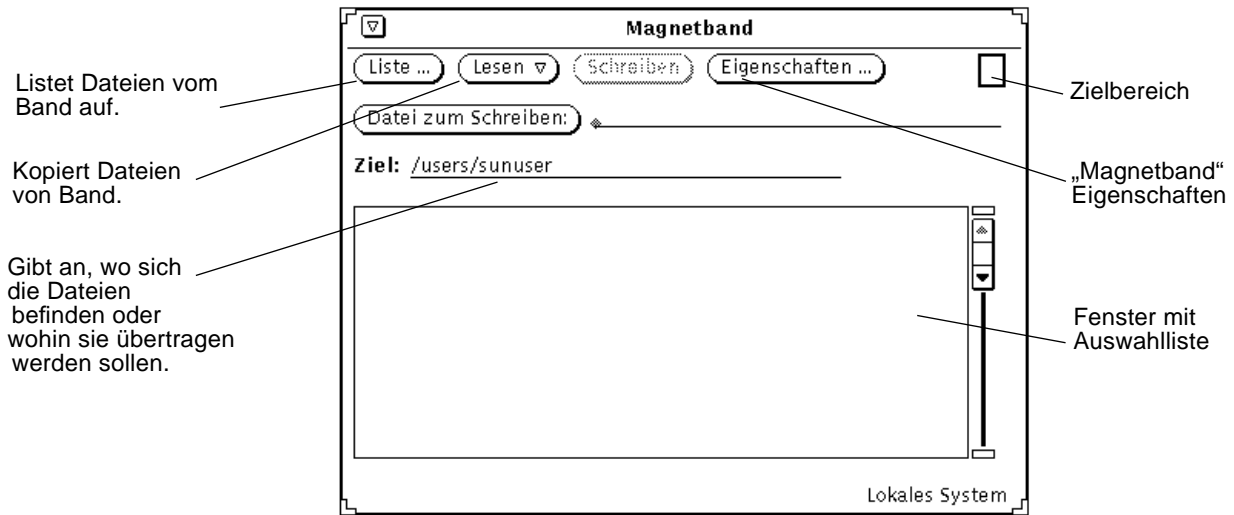 Magnetband
Liste ...
Lesen
Schreiben
Eigenschaften ...
Datei zum Schreiben:
Ziel: /users/sunuser
Lokales System
Listet Dateien vom
Band auf.
Kopiert Dateien
von Band.
Gibt an, wo sich
die Dateien
befinden oder
wohin sie übertragen
werden sollen.
Zielbereich
„Magnetband“
Eigenschaften
Fenster mit
Auswahlliste